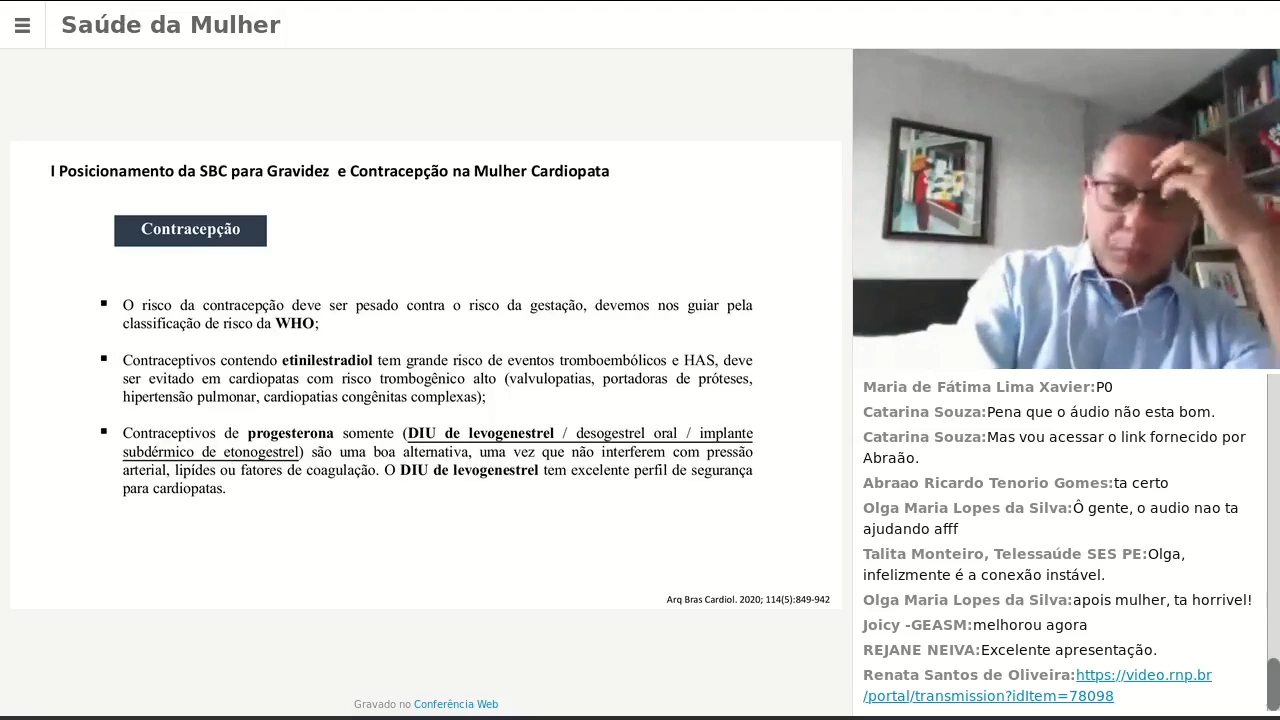 Saúde da Mulher
I Posicionamento da SBC para Gravidez e Contracepção na Mulher Cardiopata
Contracepção
▪ O risco da contracepção deve ser pesado contra o risco da gestação, devemos nos guiar pela
classificação de risco da WHO;
▪ Contraceptivos contendo etinilestradiol tem grande risco de eventos tromboembólicos e HAS, deve
ser evitado em cardiopatas com risco trombogênico alto (valvulopatias, portadoras de próteses,
hipertensão pulmonar, cardiopatias congênitas complexas);
▪ Contraceptivos de progesterona somente (DIU de levogenestrel / desogestrel oral / implante
subdérmico de etonogestrel) são uma boa alternativa, uma vez que não interferem com pressão
arterial, lipídes ou fatores de coagulação. O DIU de levogenestrel tem excelente perfil de segurança
para cardiopatas.
Arq Bras Cardiol. 2020; 114(5):849-942
Gravado no Conferência Web
Maria de Fátima Lima Xavier:P0
Catarina Souza:Pena que o áudio não esta bom.
Catarina Souza:Mas vou acessar o link fornecido por
Abraão.
Abraao Ricardo Tenorio Gomes:ta certo
Olga Maria Lopes da Silva:Ô gente, o audio nao ta
ajudando afff
Talita Monteiro, Telessaúde SES PE:Olga,
infelizmente é a conexão instável.
Olga Maria Lopes da Silva:apois mulher, ta horrivel!
Joicy -GEASM:melhorou agora
REJANE NEIVA:Excelente apresentação.
Renata Santos de Oliveira:https://video.rnp.br
/portal/transmission?idItem=78098